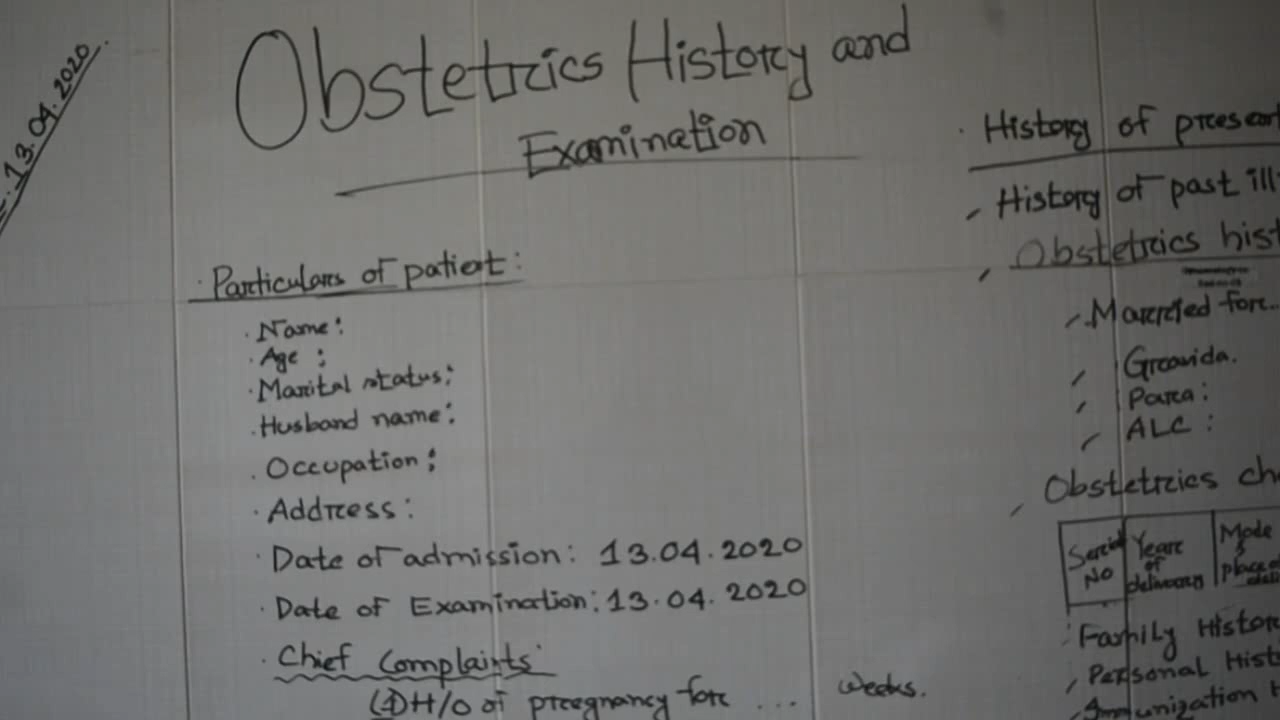 13.04.2020
Obstetrics History and
Examination
Particulars of patient:
Name:
Age :
Marital status:
Husband name:
Occupation:
Address:
Date of admission: 13.04.2020
Date of Examination: 13.04.2020
Chief Complaints
(1) H/O of pregnancy for ... weeks.
History of present
History of past ill
Obstetrics hist
Married for..
Gravida.
Para:
ALC :
Obstetrics ch
Serial No
Years of delivery
Mode & place of
Family Histor
Personal Hist
Immunization H